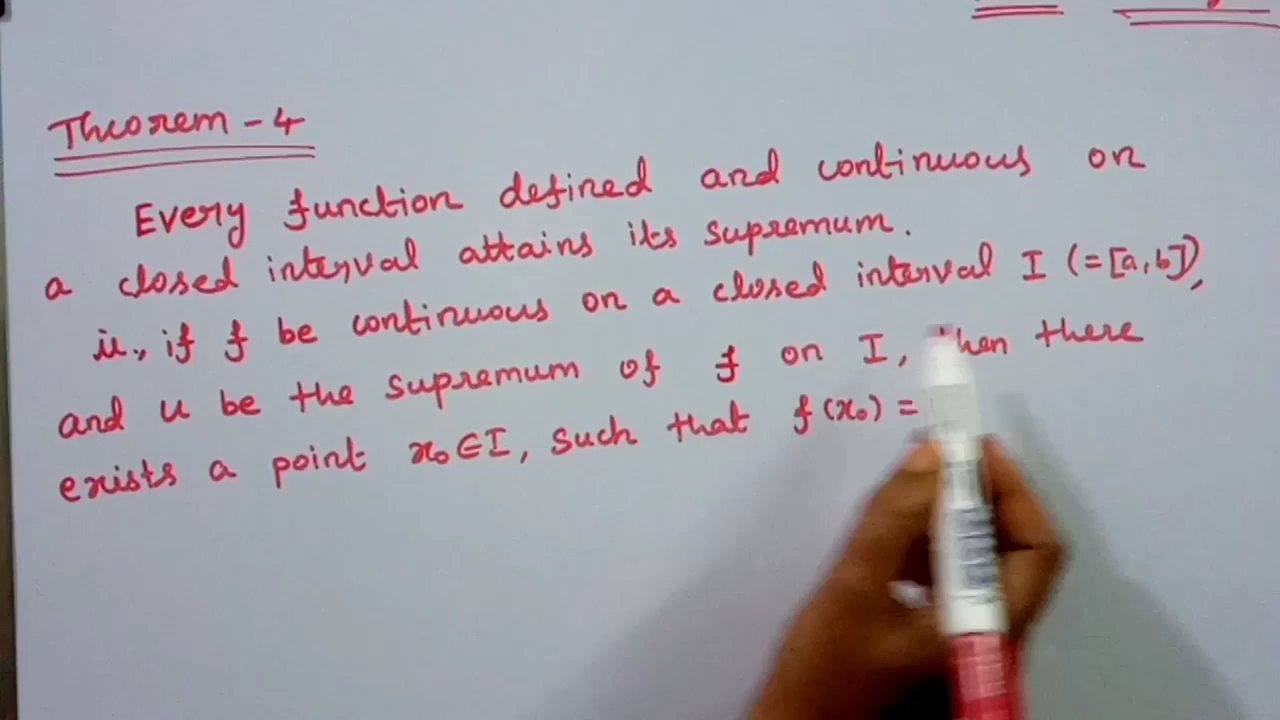 Theorem - 4
Every function defined and continuous on
a closed interval attains its supremum.
ie., if f be continuous on a closed interval I (=[a,b]),
and u be the supremum of f on I, then there
exists a point x₀∈I, such that f(x₀) =